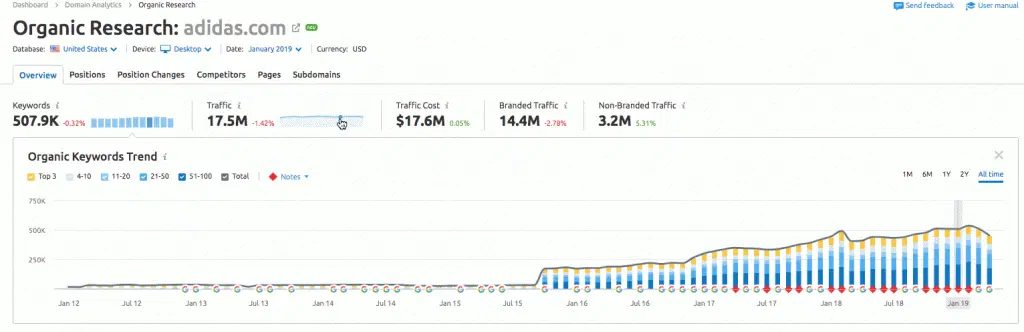 Dashboard > Domain Analytics > Organic Research
Send feedback User manual
Organic Research: adidas.com
Database: United States Device: Desktop Date: January 2019 Currency: USD
Overview Positions Position Changes Competitors Pages Subdomains
Keywords i Traffic i Traffic Cost i Branded Traffic i Non-Branded Traffic i
507.9K -0.32% 17.5M -1.42% $17.6M 0.05% 14.4M -2.78% 3.2M 5.31%
Organic Keywords Trend i
Top 3 4-10 11-20 21-50 51-100 Total Notes 1M 6M 1Y 2Y All time
750K
500K
250K
Jan 12 Jul 12 Jan 13 Jul 13 Jan 14 Jul 14 Jan 15 Jul 15 Jan 16 Jul 16 Jan 17 Jul 17 Jan 18 Jul 18 Jan 19